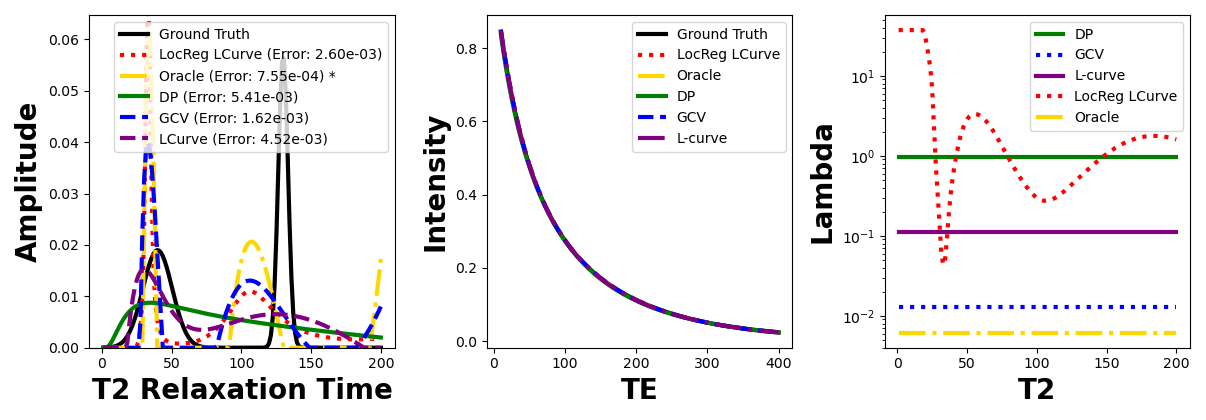 Amplitude
0.06
0.05
0.04
0.03
0.02
0.01
0.00
0
50
100
150
200
T2 Relaxation Time
Ground Truth
LocReg LCurve (Error: 2.60e-03)
Oracle (Error: 7.55e-04) *
DP (Error: 5.41e-03)
GCV (Error: 1.62e-03)
LCurve (Error: 4.52e-03)
Intensity
0.8
0.6
0.4
0.2
0.0
0
100
200
300
400
TE
Ground Truth
LocReg LCurve
Oracle
DP
GCV
L-curve
Lambda
10¹
10⁰
10⁻¹
10⁻²
0
50
100
150
200
T2
DP
GCV
L-curve
LocReg LCurve
Oracle